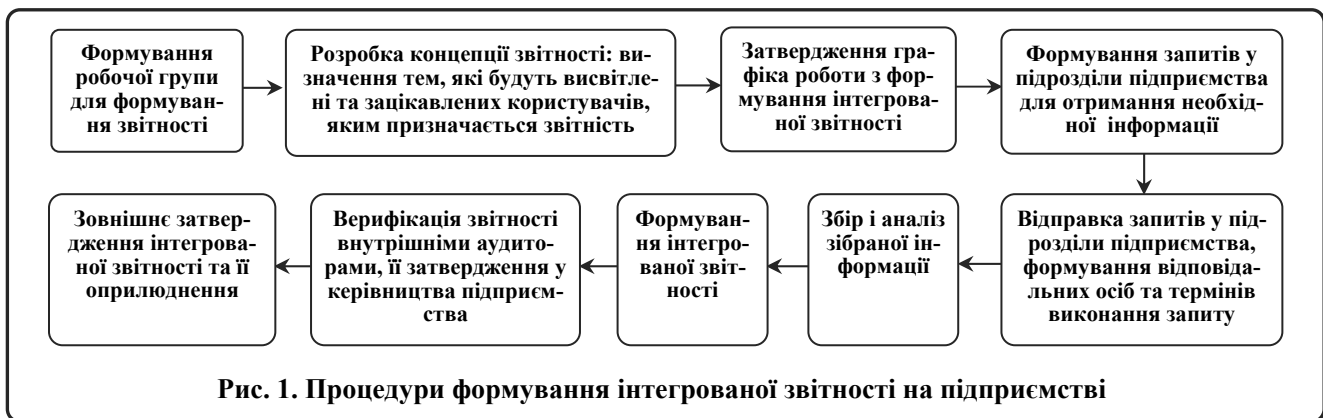 Формування
робочої групи
для формуван-
ня звітності
Розробка концепції звітності: ви-
значення тем, які будуть висвітле-
ні та зацікавлених користувачів,
яким призначається звітність
Затвердження гра-
фіка роботи з фор-
мування інтегрова-
ної звітності
Формування запитів у
підрозділи підприємства
для отримання необхід-
ної інформації
Зовнішнє затвер-
дження інтегрова-
ної звітності та її
оприлюднення
Верифікація звітності
внутрішніми аудито-
рами, її затвердження у
керівництва підприєм-
ства
Формуван-
ня інтегро-
ваної звіт-
ності
Збір і аналіз
зібраної ін-
формації
Відправка запитів у під-
розділи підприємства,
формування відповіда-
льних осіб та термінів
виконання запиту
Рис. 1. Процедури формування інтегрованої звітності на підприємстві